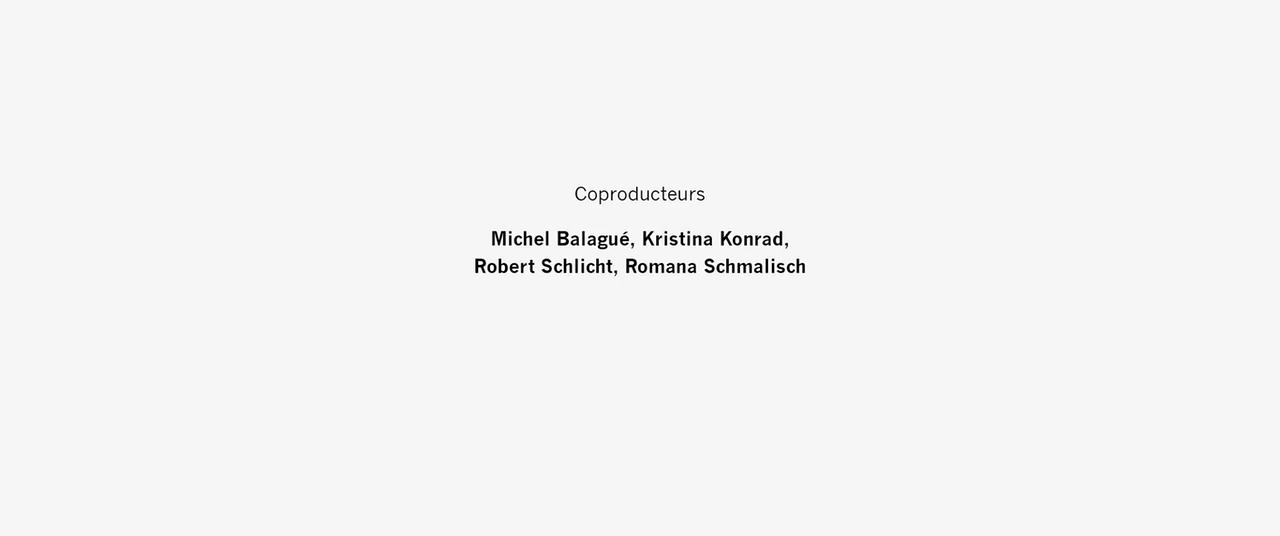 Coproducteurs
Michel Balagué, Kristina Konrad,
Robert Schlicht, Romana Schmalisch